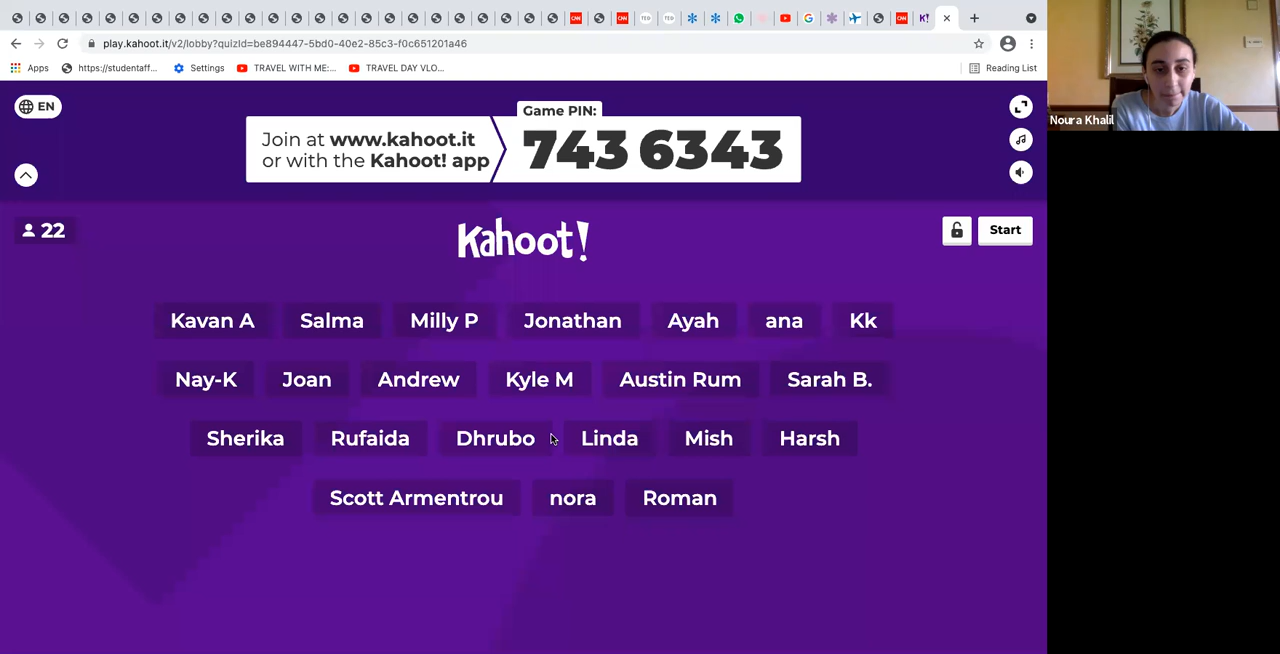 play.kahoot.it/v2/lobby?quizId=be894447-5bd0-40e2-85c3-f0c651201a46
Apps https://studentaff... Settings TRAVEL WITH ME:... TRAVEL DAY VLO... Reading List
EN
Game PIN:
Join at www.kahoot.it
or with the Kahoot! app
743 6343
22
Kahoot!
Start
Kavan A Salma Milly P Jonathan Ayah ana Kk
Nay-K Joan Andrew Kyle M Austin Rum Sarah B.
Sherika Rufaida Dhrubo Linda Mish Harsh
Scott Armentrou nora Roman
Noura Khalil